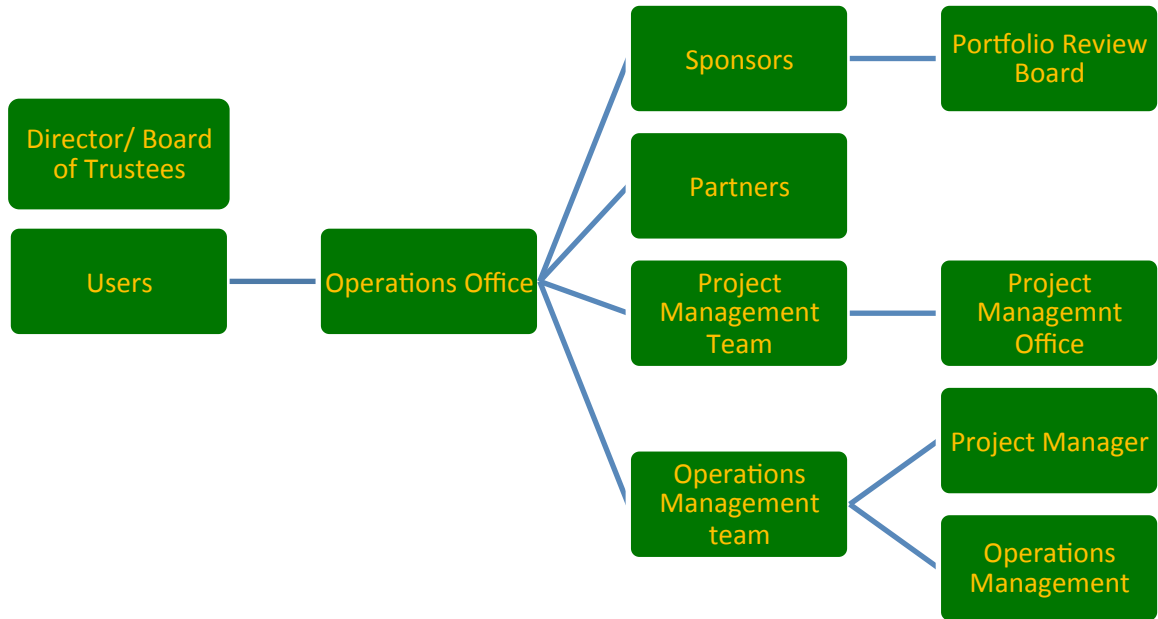 Director/ Board
of Trustees
Users
Operations Office
Sponsors
Partners
Project
Management
Team
Operations
Management
team
Portfolio Review
Board
Project
Managemnt
Office
Project Manager
Operations
Management